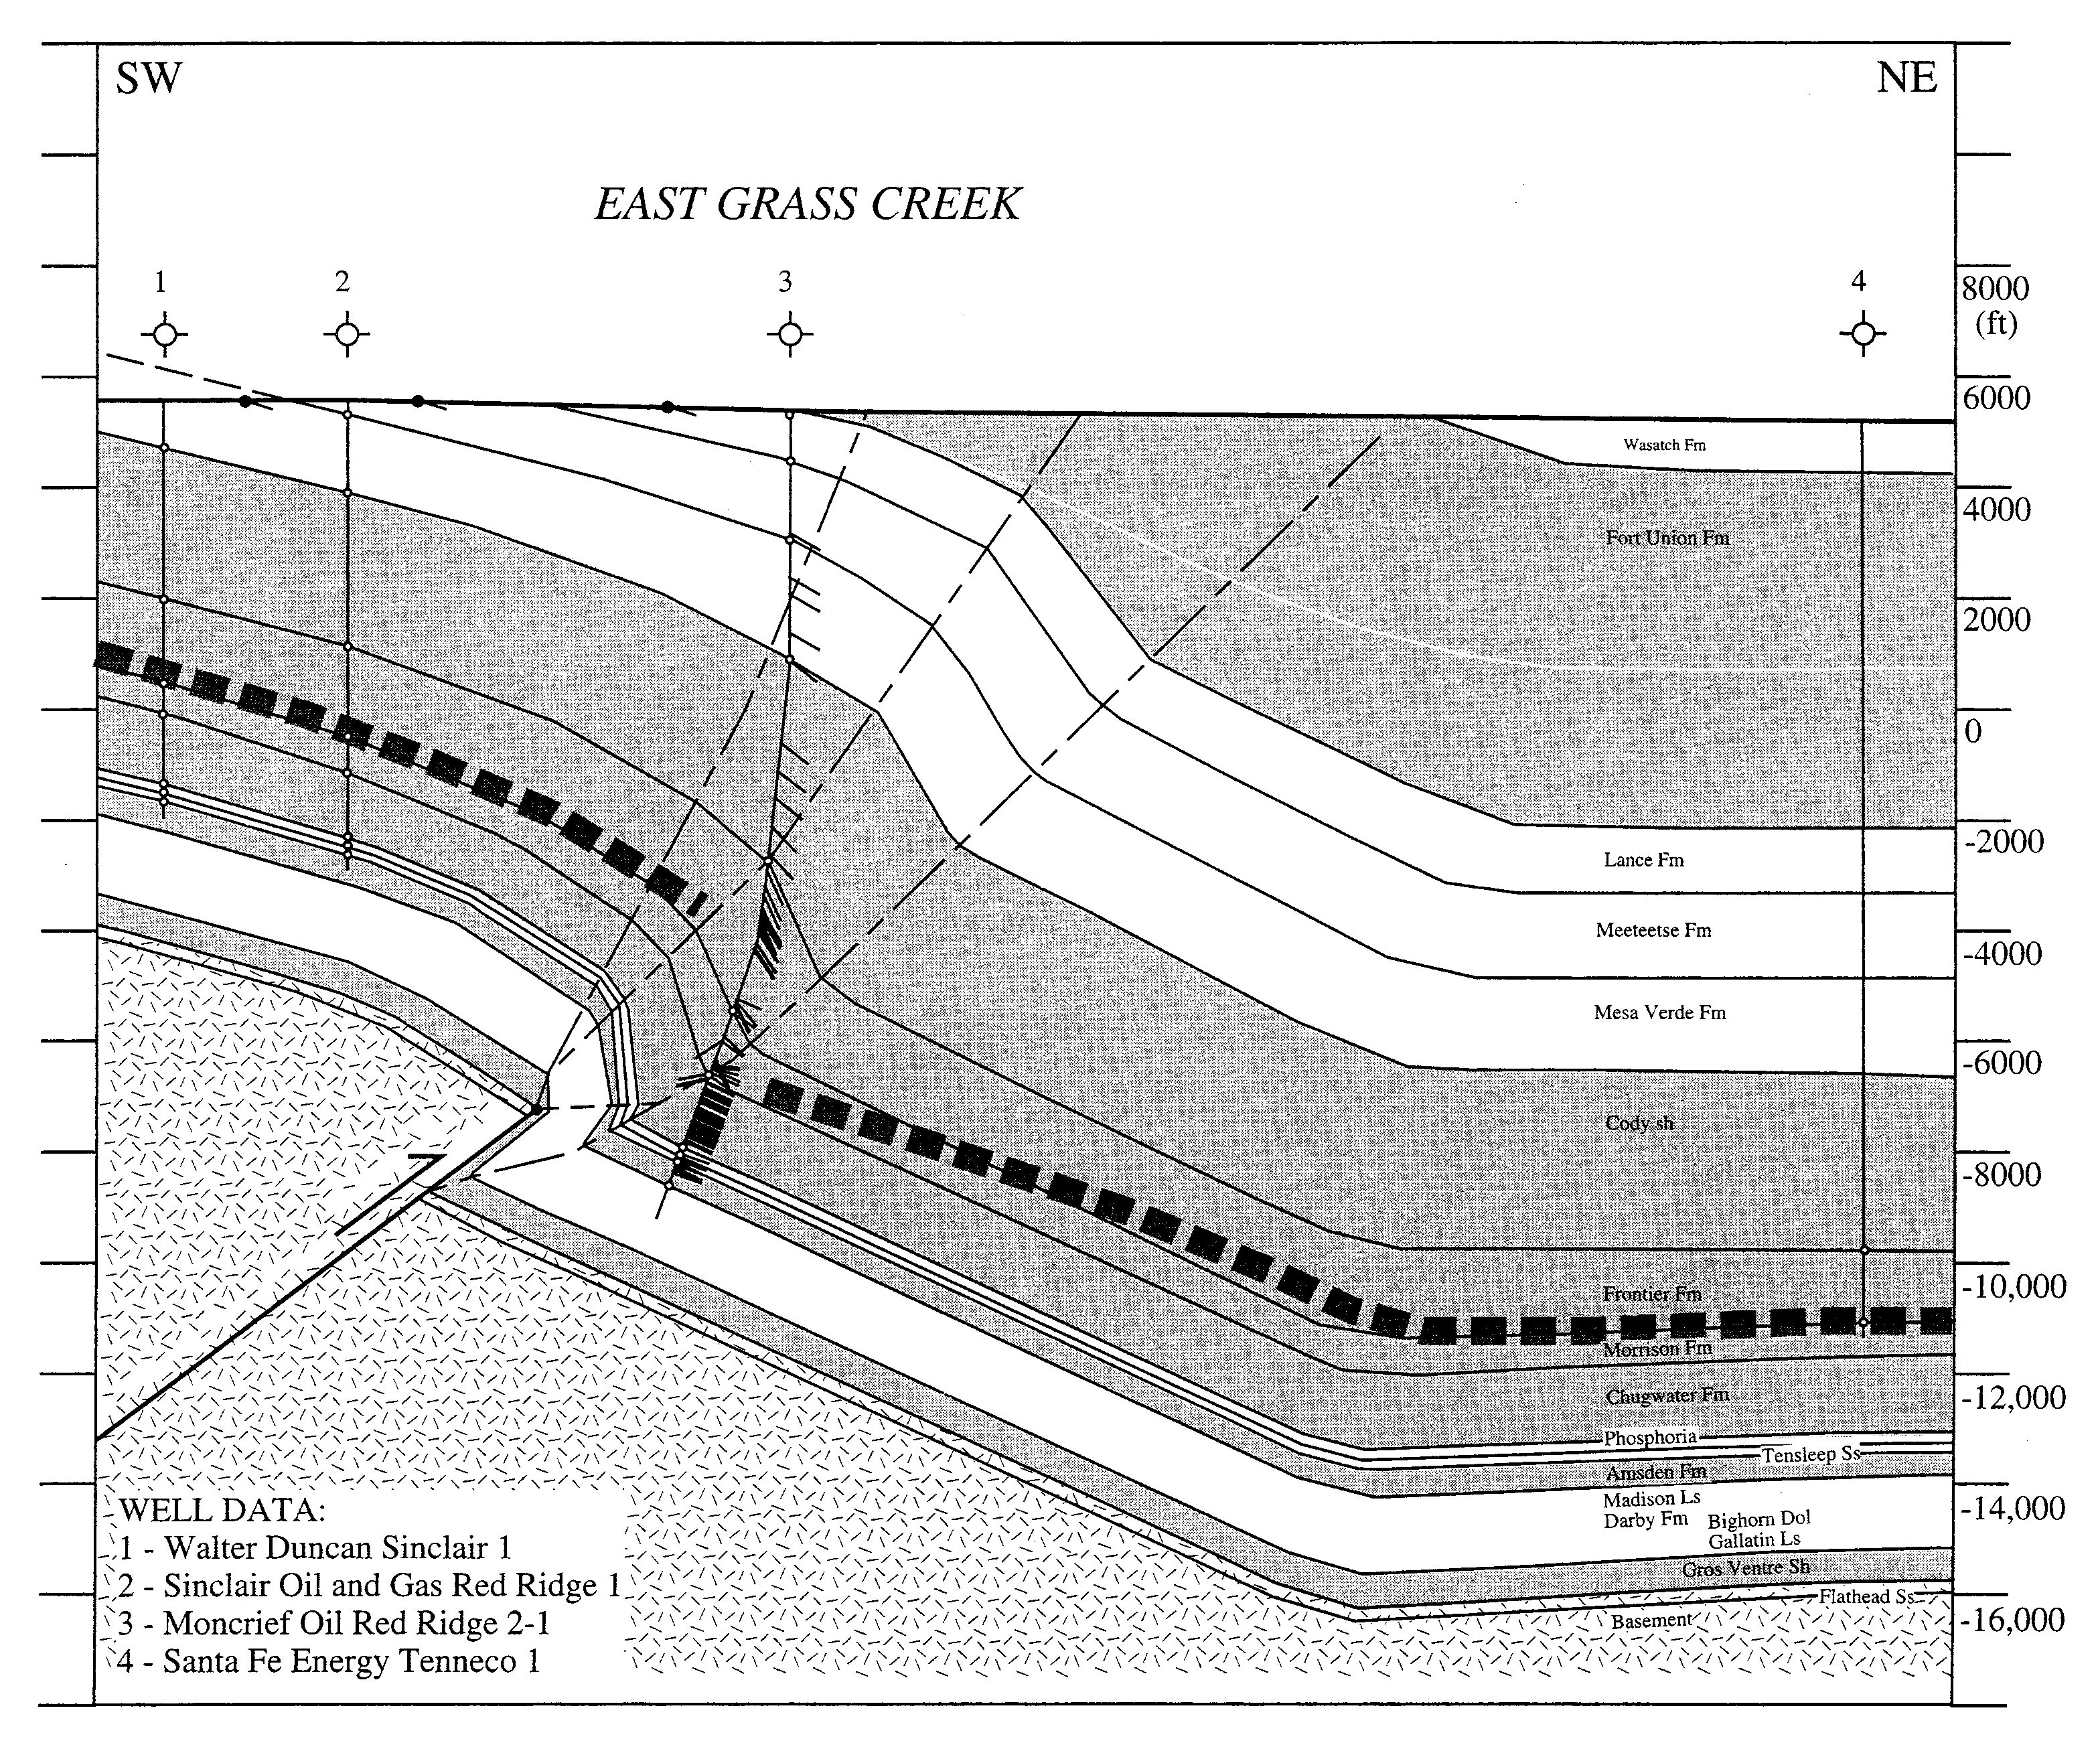 SW
NE
EAST GRASS CREEK
1
2
3
4
8000
(ft)
6000
4000
2000
0
-2000
-4000
-6000
-8000
-10,000
-12,000
-14,000
-16,000
Wasatch Fm
Fort Union Fm
Lance Fm
Meeteetse Fm
Mesa Verde Fm
Cody sh
Frontier Fm
Morrison Fm
Chugwater Fm
Phosphoria
Tensleep Ss
Amsden Fm
Madison Ls
Darby Fm
Bighorn Dol
Gallatin Ls
Gros Ventre Sh
Flathead Ss
Basement
WELL DATA:
1 - Walter Duncan Sinclair 1
2 - Sinclair Oil and Gas Red Ridge 1
3 - Moncrief Oil Red Ridge 2-1
4 - Santa Fe Energy Tenneco 1